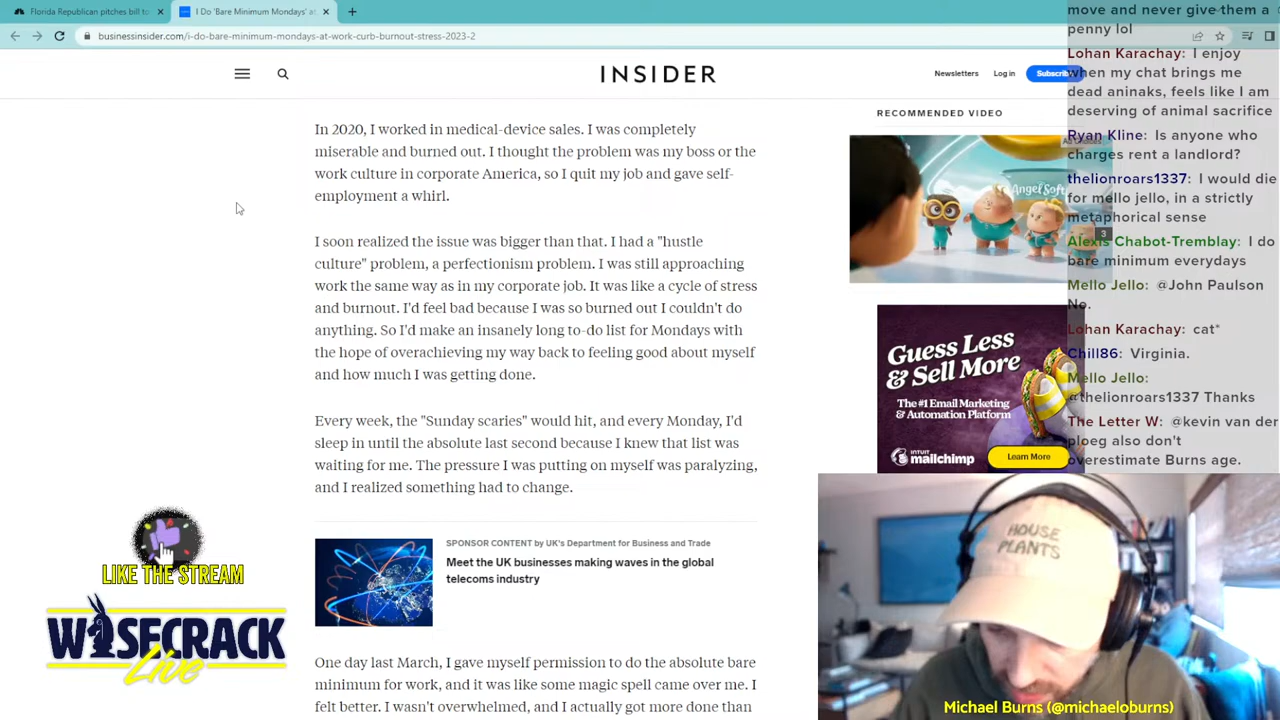 Florida Republican pitches bill to
I Do 'Bare Minimum Mondays' a
businessinsider.com/i-do-bare-minimum-mondays-at-work-curb-burnout-stress-2023-2
INSIDER
Newsletters
Log in
Subscrib
In 2020, I worked in medical-device sales. I was completely
miserable and burned out. I thought the problem was my boss or the
work culture in corporate America, so I quit my job and gave self-
employment a whirl.
I soon realized the issue was bigger than that. I had a "hustle
culture" problem, a perfectionism problem. I was still approaching
work the same way as in my corporate job. It was like a cycle of stress
and burnout. I'd feel bad because I was so burned out I couldn't do
anything. So I'd make an insanely long to-do list for Mondays with
the hope of overachieving my way back to feeling good about myself
and how much I was getting done.
Every week, the "Sunday scaries" would hit, and every Monday, I'd
sleep in until the absolute last second because I knew that list was
waiting for me. The pressure I was putting on myself was paralyzing,
and I realized something had to change.
SPONSOR CONTENT by UK's Department for Business and Trade
Meet the UK businesses making waves in the global
telecoms industry
One day last March, I gave myself permission to do the absolute bare
minimum for work, and it was like some magic spell came over me. I
felt better. I wasn't overwhelmed, and I actually got more done than
RECOMMENDED VIDEO
Angel Soft
3
Guess Less
& Sell More
The #1 Email Marketing
& Automation Platform
INTUIT
mailchimp
Learn More
move and never give them a
penny lol
Lohan Karachay: I enjoy
when my chat brings me
dead aninaks, feels like I am
deserving of animal sacrifice
Ryan Kline: Is anyone who
charges rent a landlord?
thelionroars1337: I would die
for mello jello, in a strictly
metaphorical sense
Alexis Chabot-Tremblay: I do
bare minimum everydays
Mello Jello: @John Paulson
No.
Lohan Karachay: cat*
Chill86: Virginia.
Mello Jello:
@thelionroars1337 Thanks
The Letter W: @kevin van der
ploeg also don't
overestimate Burns age.
LIKE THE STREAM
WISECRACK
Live
HOUSE
PLANTS
Michael Burns (@michaeloburns)